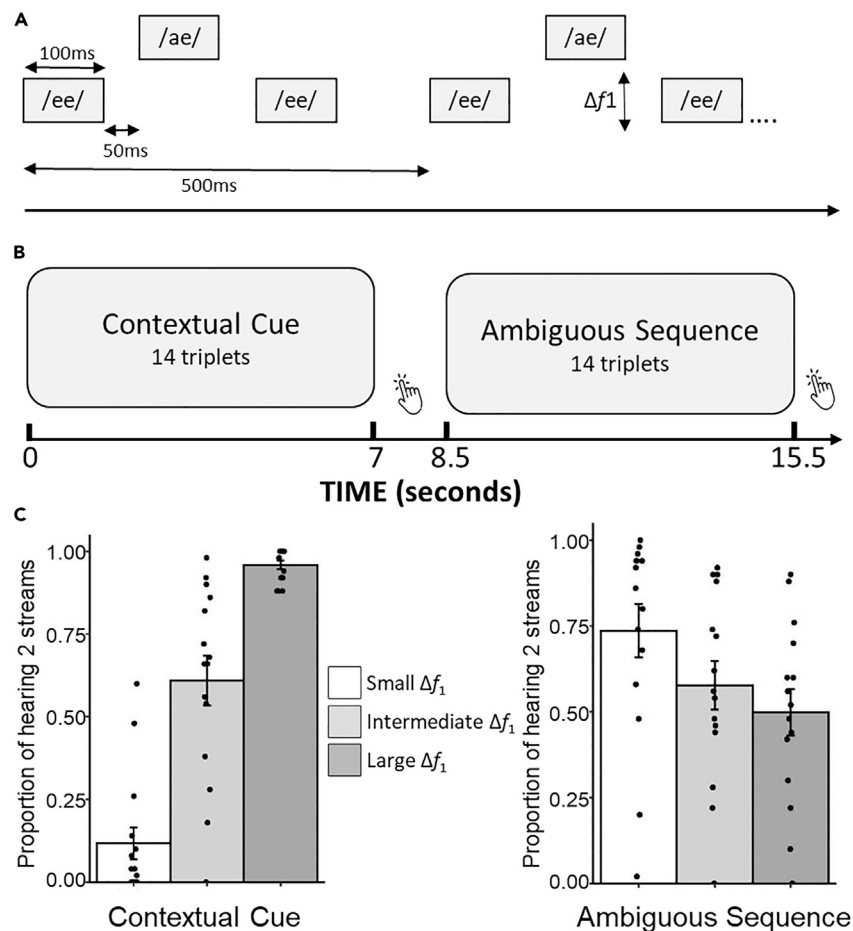 A
/ae/ /ae/
100ms
/ee/ /ee/ /ee/ Δf1 /ee/ ....
50ms
500ms
B
Contextual Cue
14 triplets
Ambiguous Sequence
14 triplets
0 7 8.5 15.5
TIME (seconds)
C
Proportion of hearing 2 streams
1.00
0.75
0.50
0.25
0.00
Contextual Cue
Small Δf₁
Intermediate Δf₁
Large Δf₁
Proportion of hearing 2 streams
1.00
0.75
0.50
0.25
0.00
Ambiguous Sequence